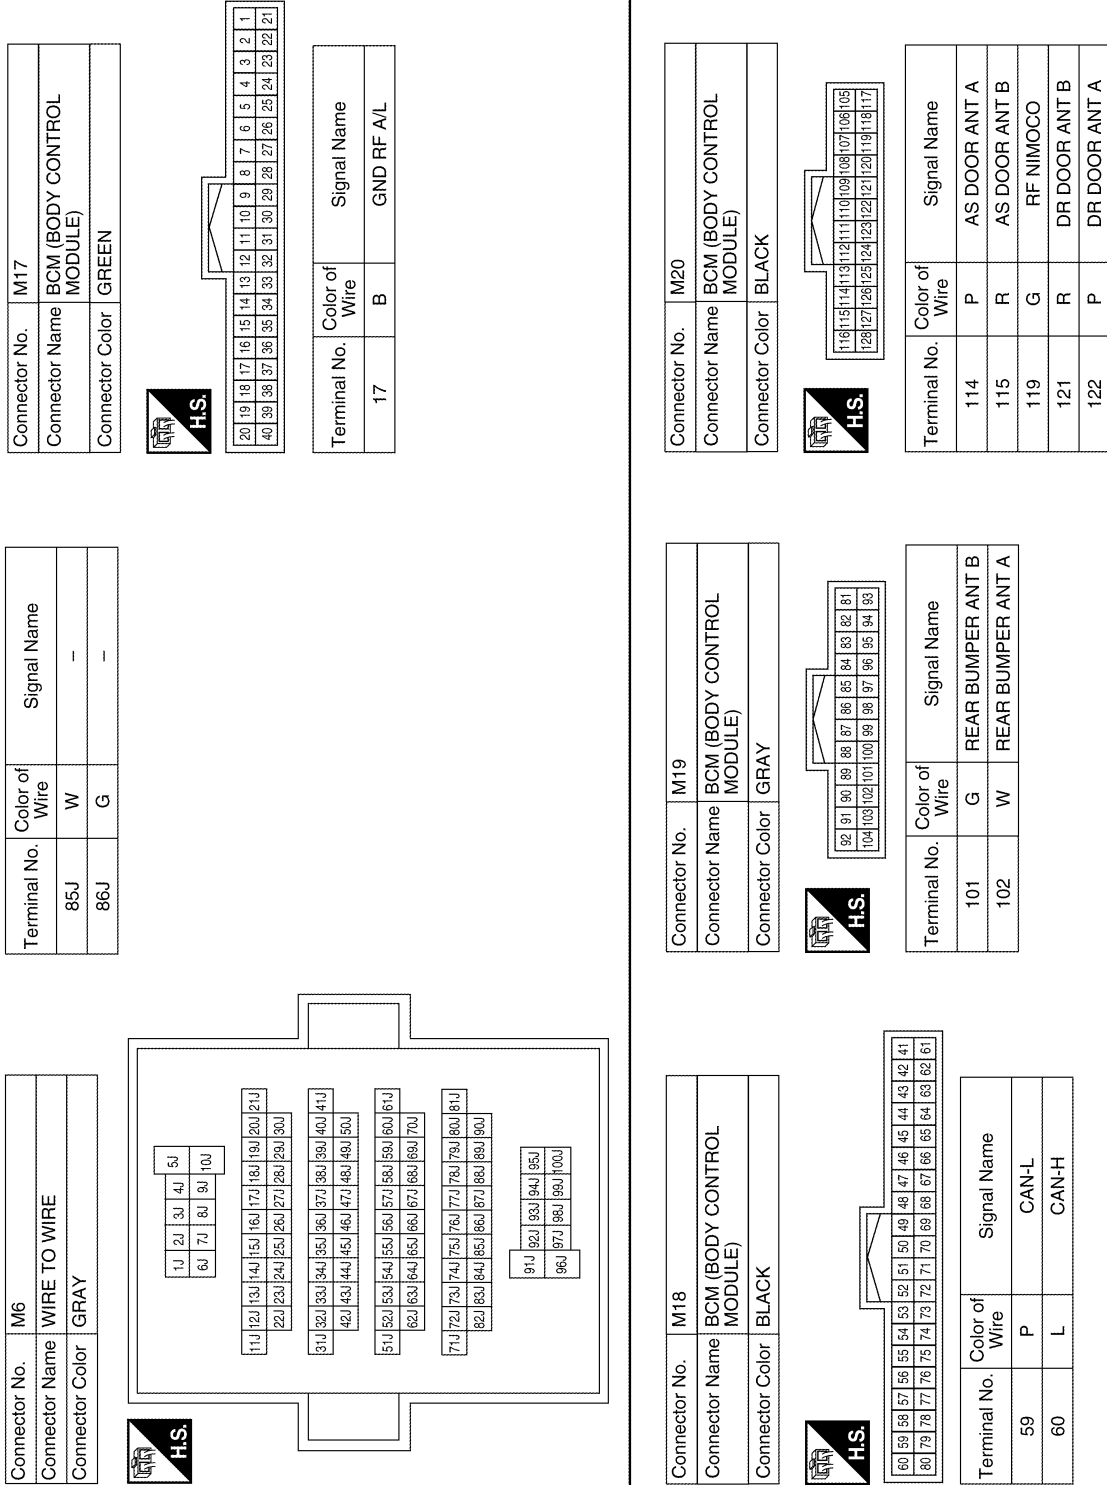 Connector No. M6
Connector Name WIRE TO WIRE
Connector Color GRAY
H.S.
1J 2J 3J 4J 5J
6J 7J 8J 9J 10J
11J 12J 13J 14J 15J 16J 17J 18J 19J 20J 21J
22J 23J 24J 25J 26J 27J 28J 29J 30J
31J 32J 33J 34J 35J 36J 37J 38J 39J 40J 41J
42J 43J 44J 45J 46J 47J 48J 49J 50J
51J 52J 53J 54J 55J 56J 57J 58J 59J 60J 61J
62J 63J 64J 65J 66J 67J 68J 69J 70J
71J 72J 73J 74J 75J 76J 77J 78J 79J 80J 81J
82J 83J 84J 85J 86J 87J 88J 89J 90J
91J 92J 93J 94J 95J
96J 97J 98J 99J 100J
Terminal No. Color of Wire Signal Name
85J W –
86J G –
Connector No. M17
Connector Name BCM (BODY CONTROL
MODULE)
Connector Color GREEN
H.S.
20 19 18 17 16 15 14 13 12 11 10 9 8 7 6 5 4 3 2 1
40 39 38 37 36 35 34 33 32 31 30 29 28 27 26 25 24 23 22 21
Terminal No. Color of Wire Signal Name
17 B GND RF A/L
Connector No. M18
Connector Name BCM (BODY CONTROL
MODULE)
Connector Color BLACK
H.S.
60 59 58 57 56 55 54 53 52 51 50 49 48 47 46 45 44 43 42 41
80 79 78 77 76 75 74 73 72 71 70 69 68 67 66 65 64 63 62 61
Terminal No. Color of Wire Signal Name
59 P CAN-L
60 L CAN-H
Connector No. M19
Connector Name BCM (BODY CONTROL
MODULE)
Connector Color GRAY
H.S.
92 91 90 89 88 87 86 85 84 83 82 81
104 103 102 101 100 99 98 97 96 95 94 93
Terminal No. Color of Wire Signal Name
101 G REAR BUMPER ANT B
102 W REAR BUMPER ANT A
Connector No. M20
Connector Name BCM (BODY CONTROL
MODULE)
Connector Color BLACK
H.S.
116 115 114 113 112 111 110 109 108 107 106 105
128 127 126 125 124 123 122 121 120 119 118 117
Terminal No. Color of Wire Signal Name
114 P AS DOOR ANT A
115 R AS DOOR ANT B
119 G RF NIMOCO
121 R DR DOOR ANT B
122 P DR DOOR ANT A